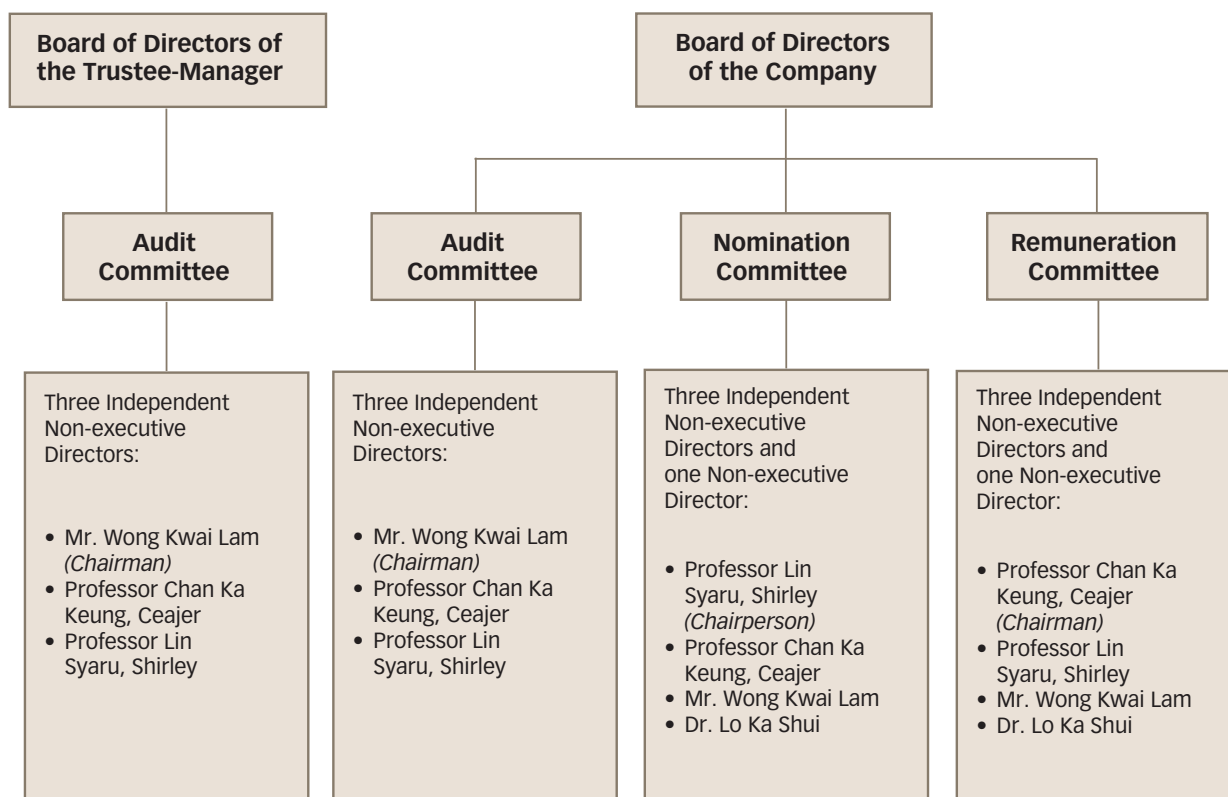 Board of Directors of
the Trustee-Manager
Board of Directors
of the Company
Audit
Committee
Audit
Committee
Nomination
Committee
Remuneration
Committee
Three Independent
Non-executive
Directors:
• Mr. Wong Kwai Lam
(Chairman)
• Professor Chan Ka
Keung, Ceajer
• Professor Lin
Syaru, Shirley
Three Independent
Non-executive
Directors:
• Mr. Wong Kwai Lam
(Chairman)
• Professor Chan Ka
Keung, Ceajer
• Professor Lin
Syaru, Shirley
Three Independent
Non-executive
Directors and
one Non-executive
Director:
• Professor Lin
Syaru, Shirley
(Chairperson)
• Professor Chan Ka
Keung, Ceajer
• Mr. Wong Kwai Lam
• Dr. Lo Ka Shui
Three Independent
Non-executive
Directors and
one Non-executive
Director:
• Professor Chan Ka
Keung, Ceajer
(Chairman)
• Professor Lin
Syaru, Shirley
• Mr. Wong Kwai Lam
• Dr. Lo Ka Shui